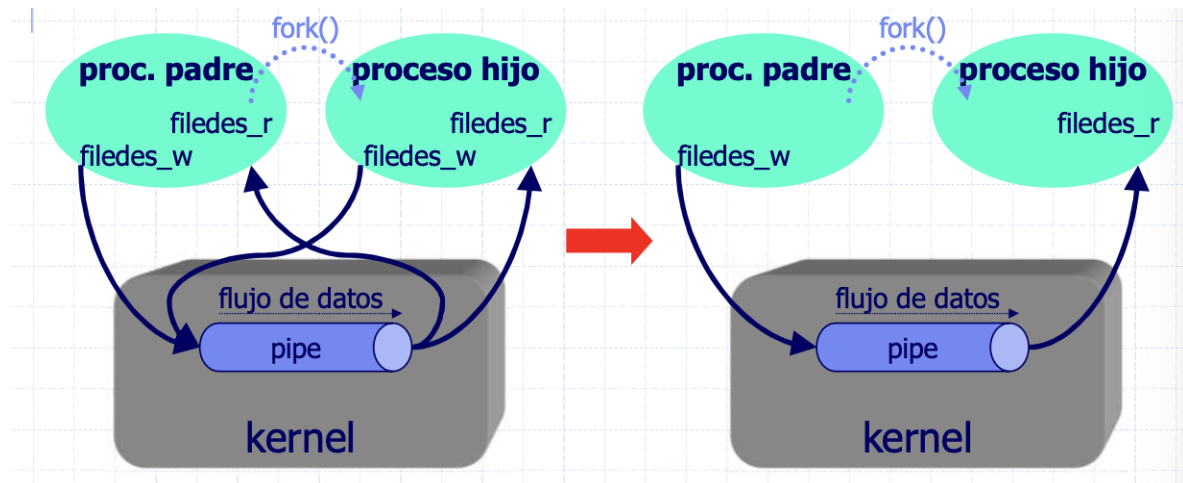 fork()
proc. padre
proceso hijo
filedes_r
filedes_w
filedes_r
filedes_w
flujo de datos
pipe
kernel
fork()
proc. padre
proceso hijo
filedes_r
filedes_w
flujo de datos
pipe
kernel